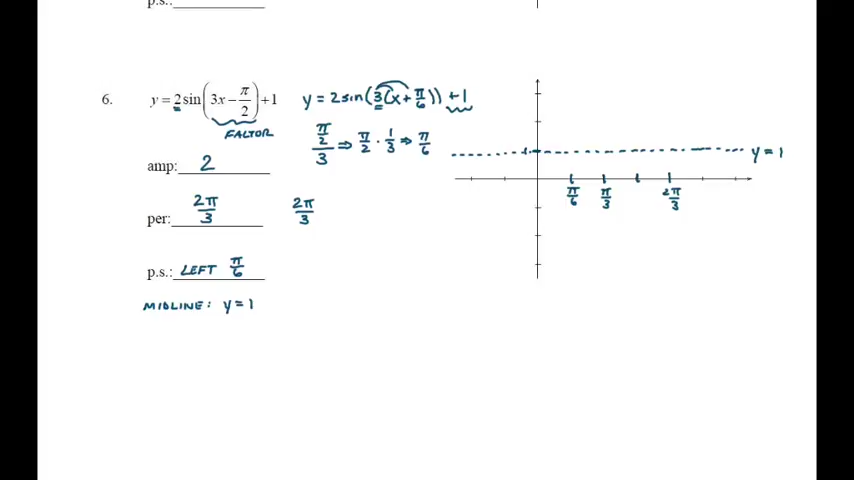 p.s.:
6. y = 2sin(3x − π/2) + 1 y = 2sin(3(x + π/6)) + 1
FACTOR
π/2/3 ⇒ π/2 · 1/3 ⇒ π/6
y = 1
amp: 2
π/6 π/3 2π/3
per: 2π/3 2π/3
p.s.: LEFT π/6
MIDLINE: y = 1